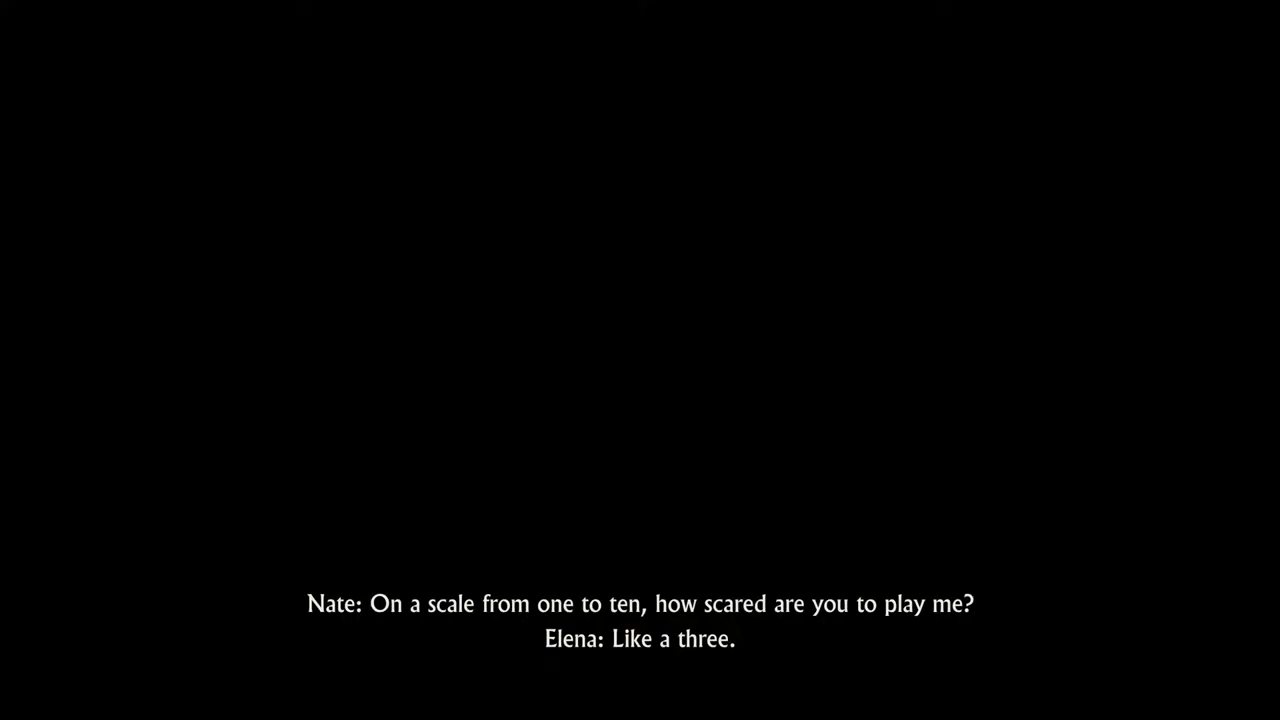 Nate: On a scale from one to ten, how scared are you to play me?
Elena: Like a three.